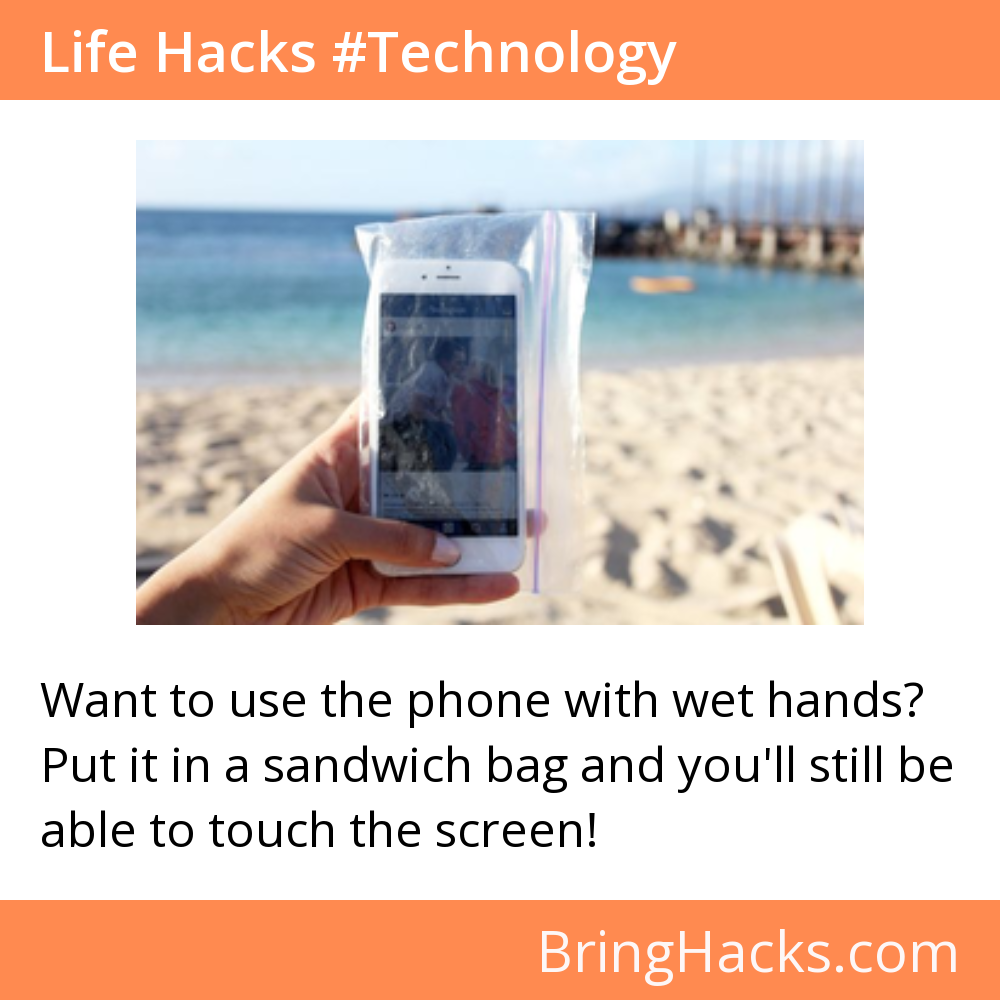 Life Hacks #Technology
Want to use the phone with wet hands?
Put it in a sandwich bag and you'll still be
able to touch the screen!
BringHacks.com